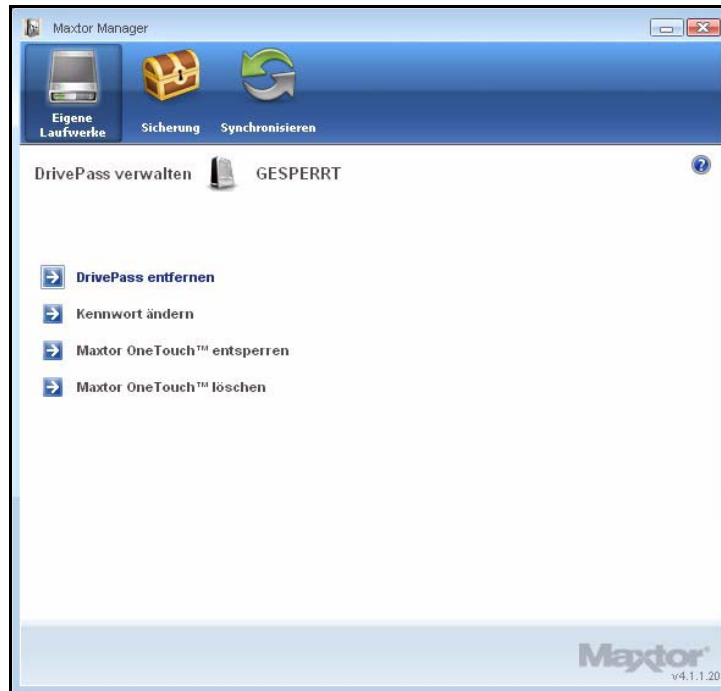 Maxtor Manager
Eigene
Laufwerke
Sicherung
Synchronisieren
DrivePass verwalten GESPERRT
DrivePass entfernen
Kennwort ändern
Maxtor OneTouch™ entsperren
Maxtor OneTouch™ löschen
Maxtor
v4.1.1.20